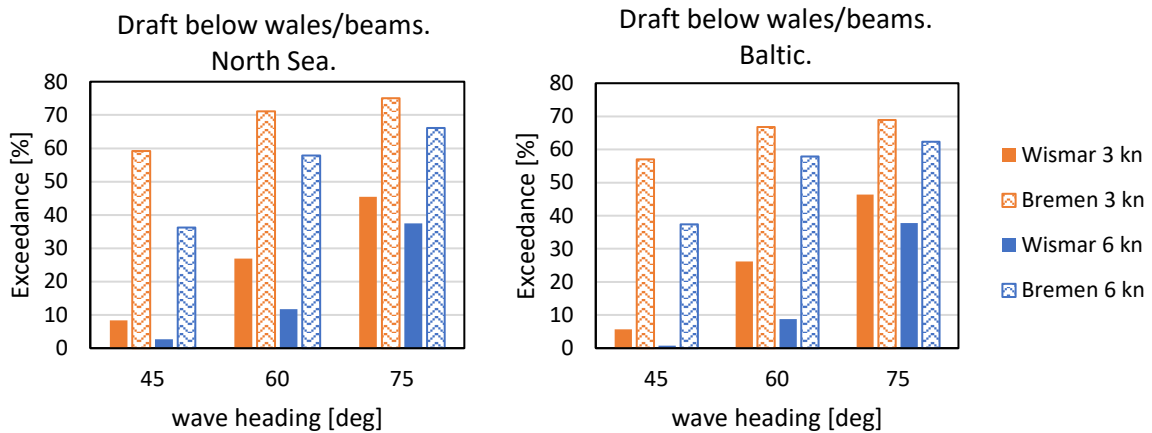 Draft below wales/beams.
North Sea.
80
70
60
50
40
30
20
10
0
Exceedance [%]
45 60 75
wave heading [deg]
Draft below wales/beams.
Baltic.
80
70
60
50
40
30
20
10
0
Exceedance [%]
45 60 75
wave heading [deg]
Wismar 3 kn
Bremen 3 kn
Wismar 6 kn
Bremen 6 kn